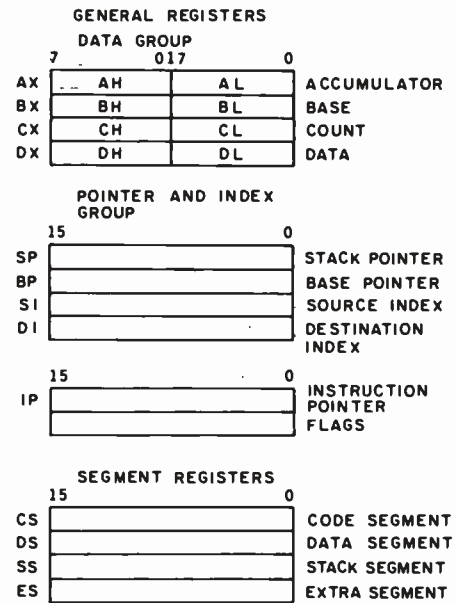 GENERAL REGISTERS
DATA GROUP
7 017 0
AX AH AL ACCUMULATOR
BX BH BL BASE
CX CH CL COUNT
DX DH DL DATA
POINTER AND INDEX
GROUP
15 0
SP STACK POINTER
BP BASE POINTER
SI SOURCE INDEX
DI DESTINATION
INDEX
15 0
IP INSTRUCTION
POINTER
FLAGS
SEGMENT REGISTERS
15 0
CS CODE SEGMENT
DS DATA SEGMENT
SS STACK SEGMENT
ES EXTRA SEGMENT